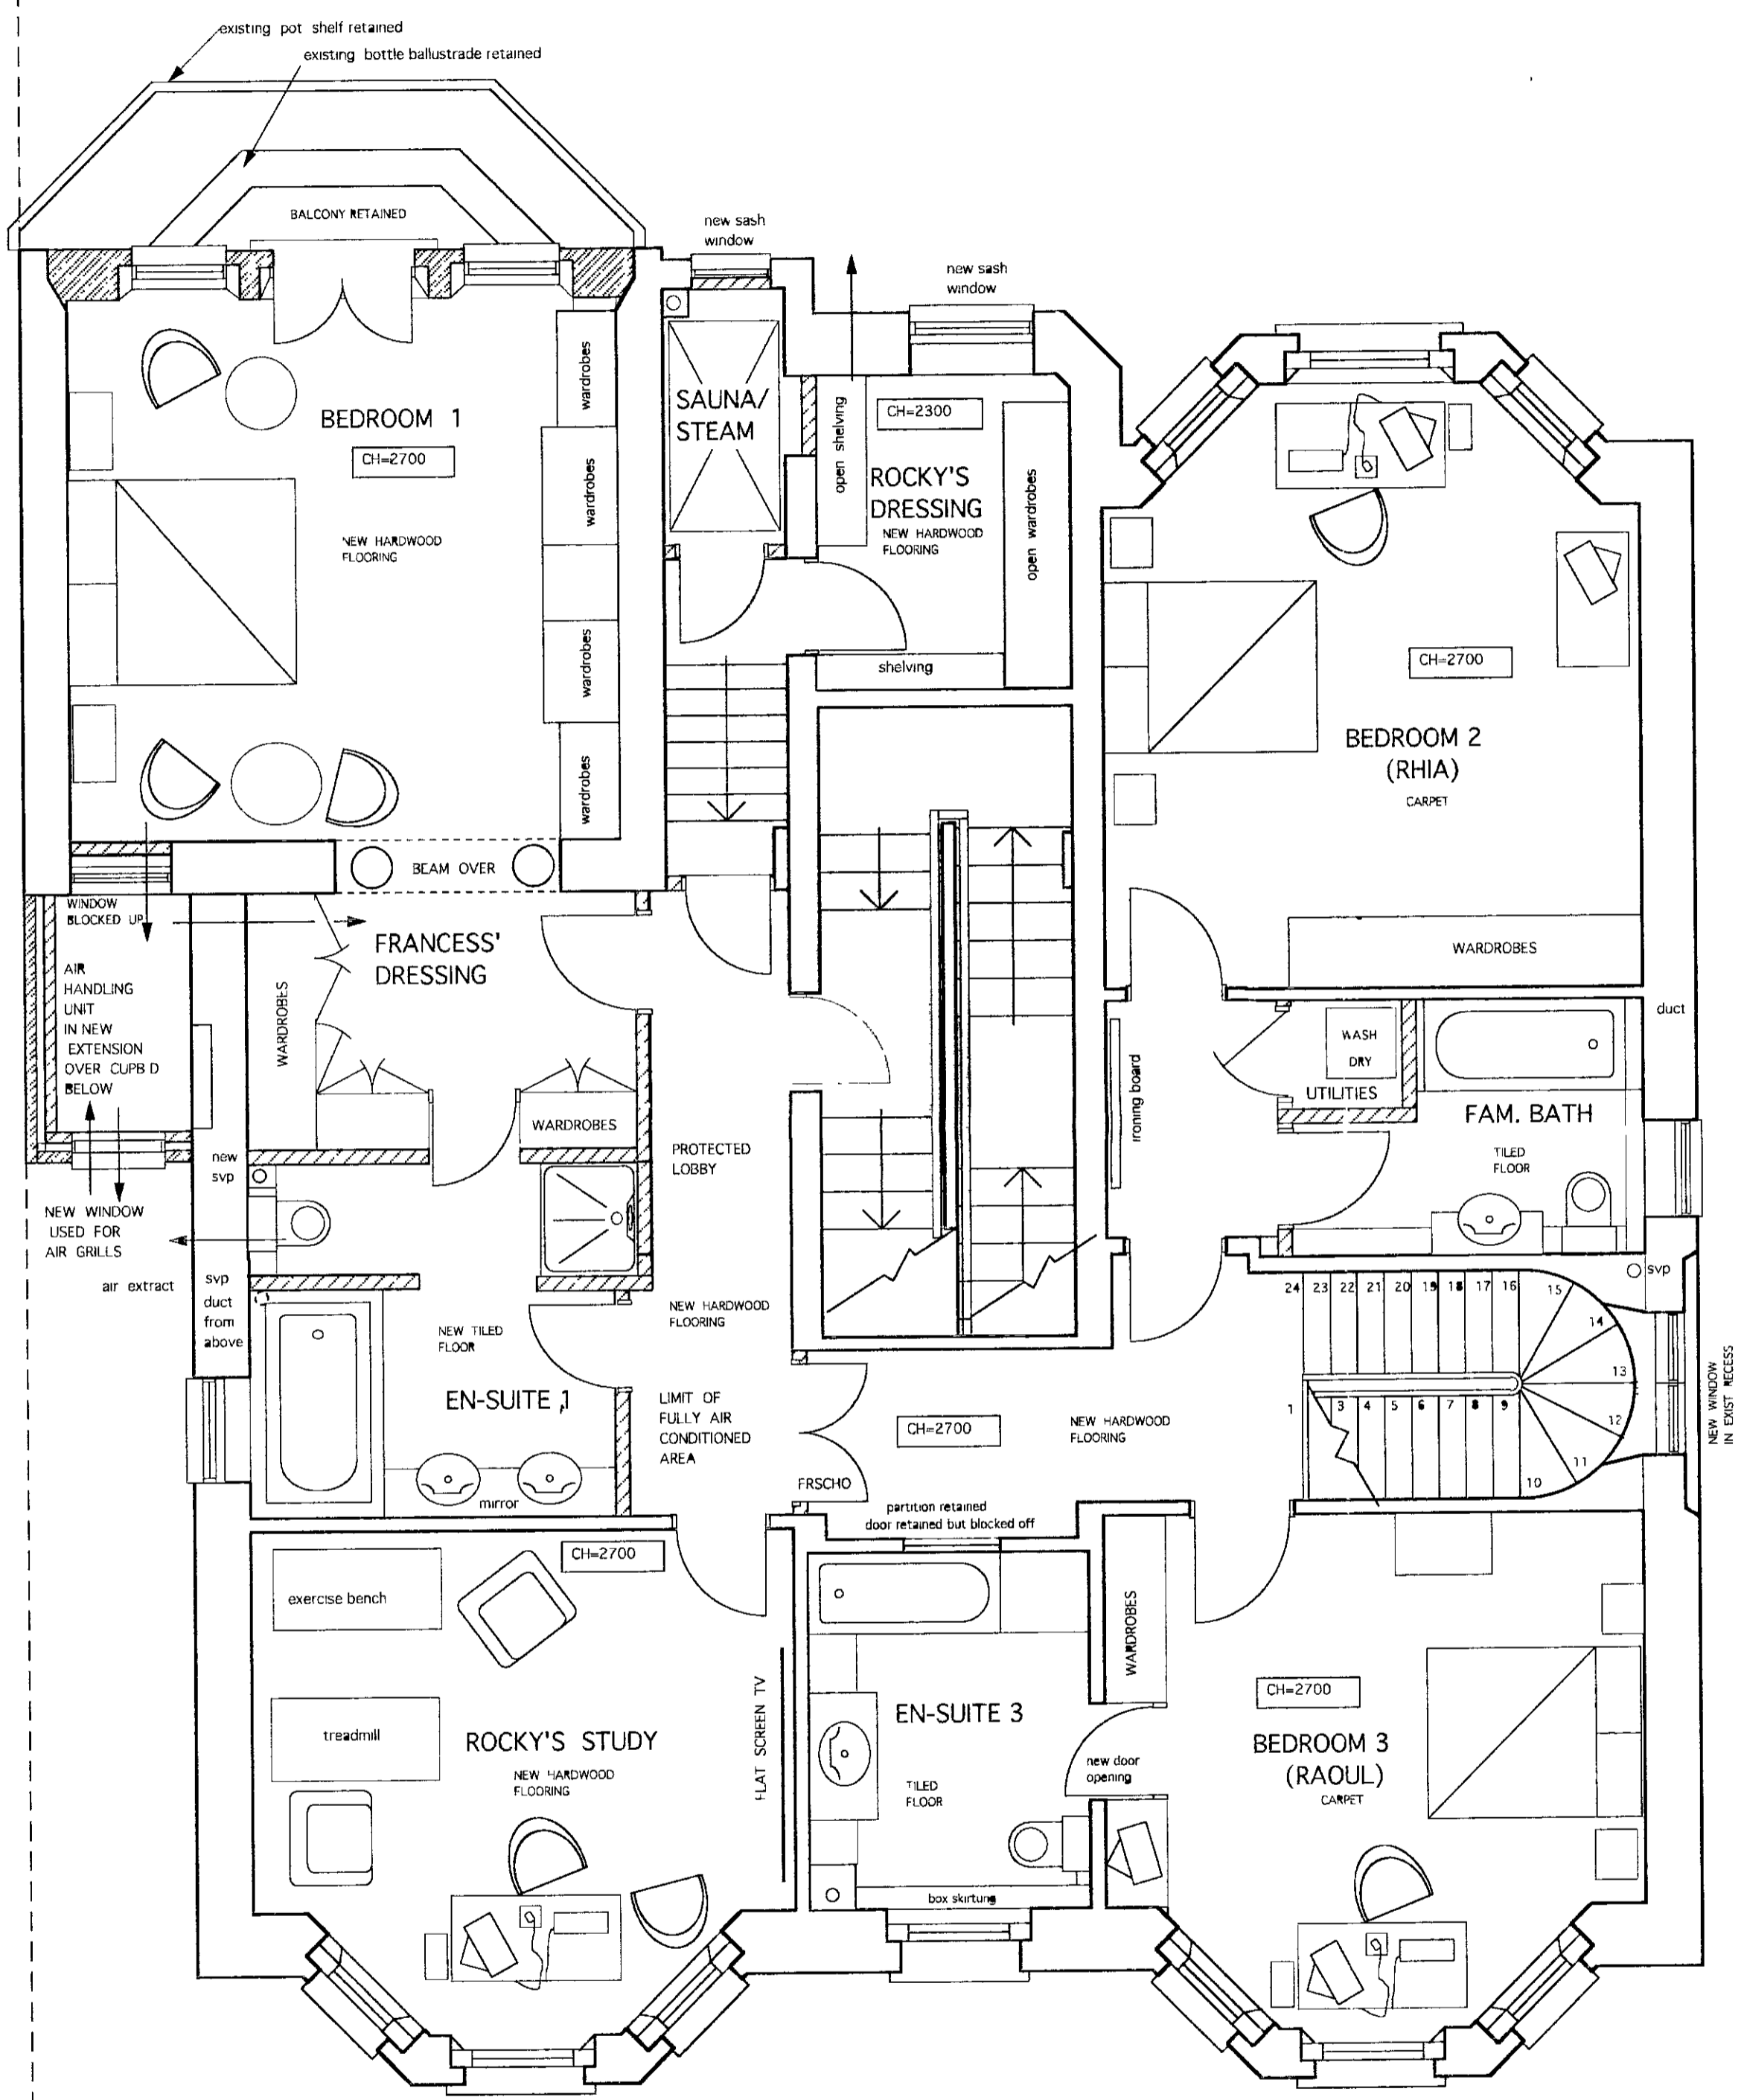 existing pot shelf retained
existing bottle ballustrade retained
BALCONY RETAINED
new sash
window
new sash
window
BEDROOM 1
CH=2700
NEW HARDWOOD
FLOORING
wardrobes
wardrobes
wardrobes
wardrobes
SAUNA/
STEAM
open shelving
CH=2300
ROCKY'S
DRESSING
NEW HARDWOOD
FLOORING
open wardrobes
shelving
CH=2700
BEDROOM 2
(RHIA)
CARPET
WARDROBES
BEAM OVER
WINDOW
BLOCKED UP
FRANCESS'
DRESSING
WARDROBES
WARDROBES
AIR
HANDLING
UNIT
IN NEW
EXTENSION
OVER CUPB D
BELOW
new
svp
NEW WINDOW
USED FOR
AIR GRILLS
air extract
svp
duct
from
above
PROTECTED
LOBBY
NEW HARDWOOD
FLOORING
NEW TILED
FLOOR
EN-SUITE 1
mirror
LIMIT OF
FULLY AIR
CONDITIONED
AREA
FRSCHO
CH=2700
NEW HARDWOOD
FLOORING
ironing board
WASH
DRY
UTILITIES
duct
FAM. BATH
TILED
FLOOR
svp
24 23 22 21 20 19 18 17 16 15
14
13
12
11
10
1 3 4 5 6 7 8 9
NEW WINDOW
IN EXIST RECESS
partition retained
door retained but blocked off
CH=2700
exercise bench
treadmill
ROCKY'S STUDY
NEW HARDWOOD
FLOORING
FLAT SCREEN TV
EN-SUITE 3
TILED
FLOOR
box skirtung
WARDROBES
new door
opening
CH=2700
BEDROOM 3
(RAOUL)
CARPET